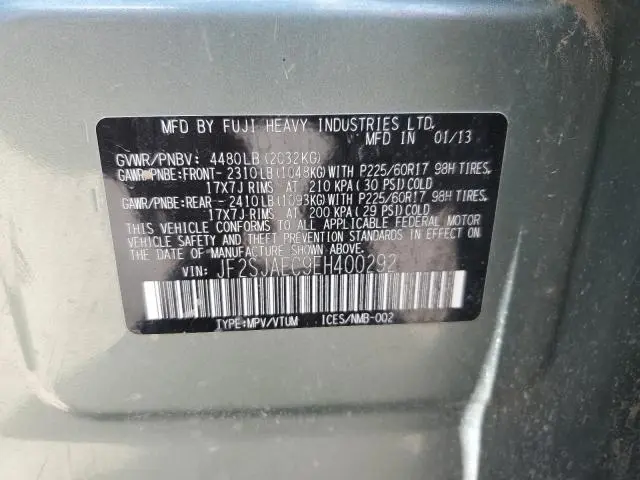 MFD BY FUJI HEAVY INDUSTRIES LTD.
MFD IN 01/13
GVWR/PNBV: 4480LB(2032KG)
GAWR/PNBE:FRONT-2310LB(1048KG)WITH P225/60R17 98H TIRES,
17X7J RIMS AT 210 KPA(30 PSI)COLD
GAWR/PNBE:REAR-2410LB(1093KG)WITH P225/60R17 98H TIRES,
17X7J RIMS AT 200 KPA(29 PSI)COLD
THIS VEHICLE CONFORMS TO ALL APPLICABLE FEDERAL MOTOR
VEHICLE SAFETY AND THEFT PREVENTION STANDARDS IN EFFECT ON
THE DATE OF MANUFACTURE SHOWN ABOVE.
VIN: JF2SJAEC9EH400292
TYPE:MPV/VTUM ICES/NMB-002